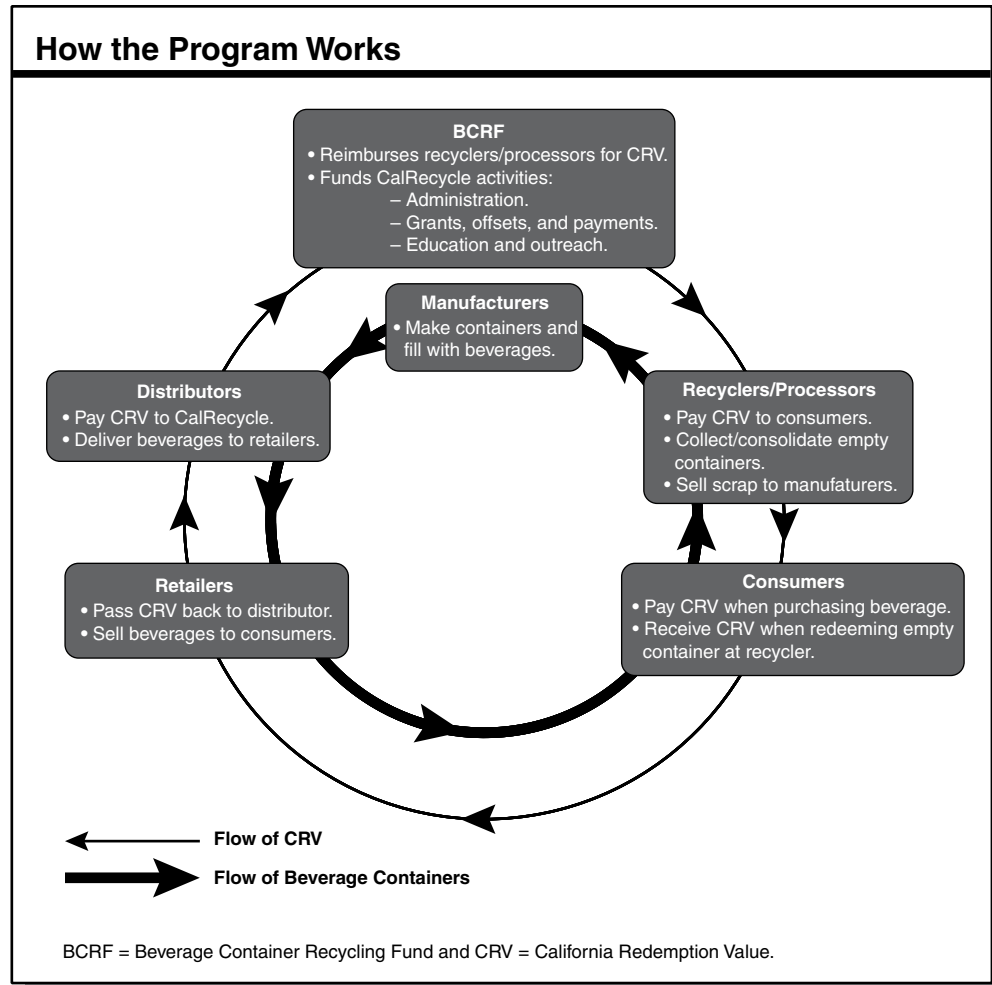 How the Program Works
BCRF
• Reimburses recyclers/processors for CRV.
• Funds CalRecycle activities:
– Administration.
– Grants, offsets, and payments.
– Education and outreach.
Manufacturers
• Make containers and
fill with beverages.
Distributors
• Pay CRV to CalRecycle.
• Deliver beverages to retailers.
Recyclers/Processors
• Pay CRV to consumers.
• Collect/consolidate empty
containers.
• Sell scrap to manufaturers.
Retailers
• Pass CRV back to distributor.
• Sell beverages to consumers.
Consumers
• Pay CRV when purchasing beverage.
• Receive CRV when redeeming empty
container at recycler.
Flow of CRV
Flow of Beverage Containers
BCRF = Beverage Container Recycling Fund and CRV = California Redemption Value.